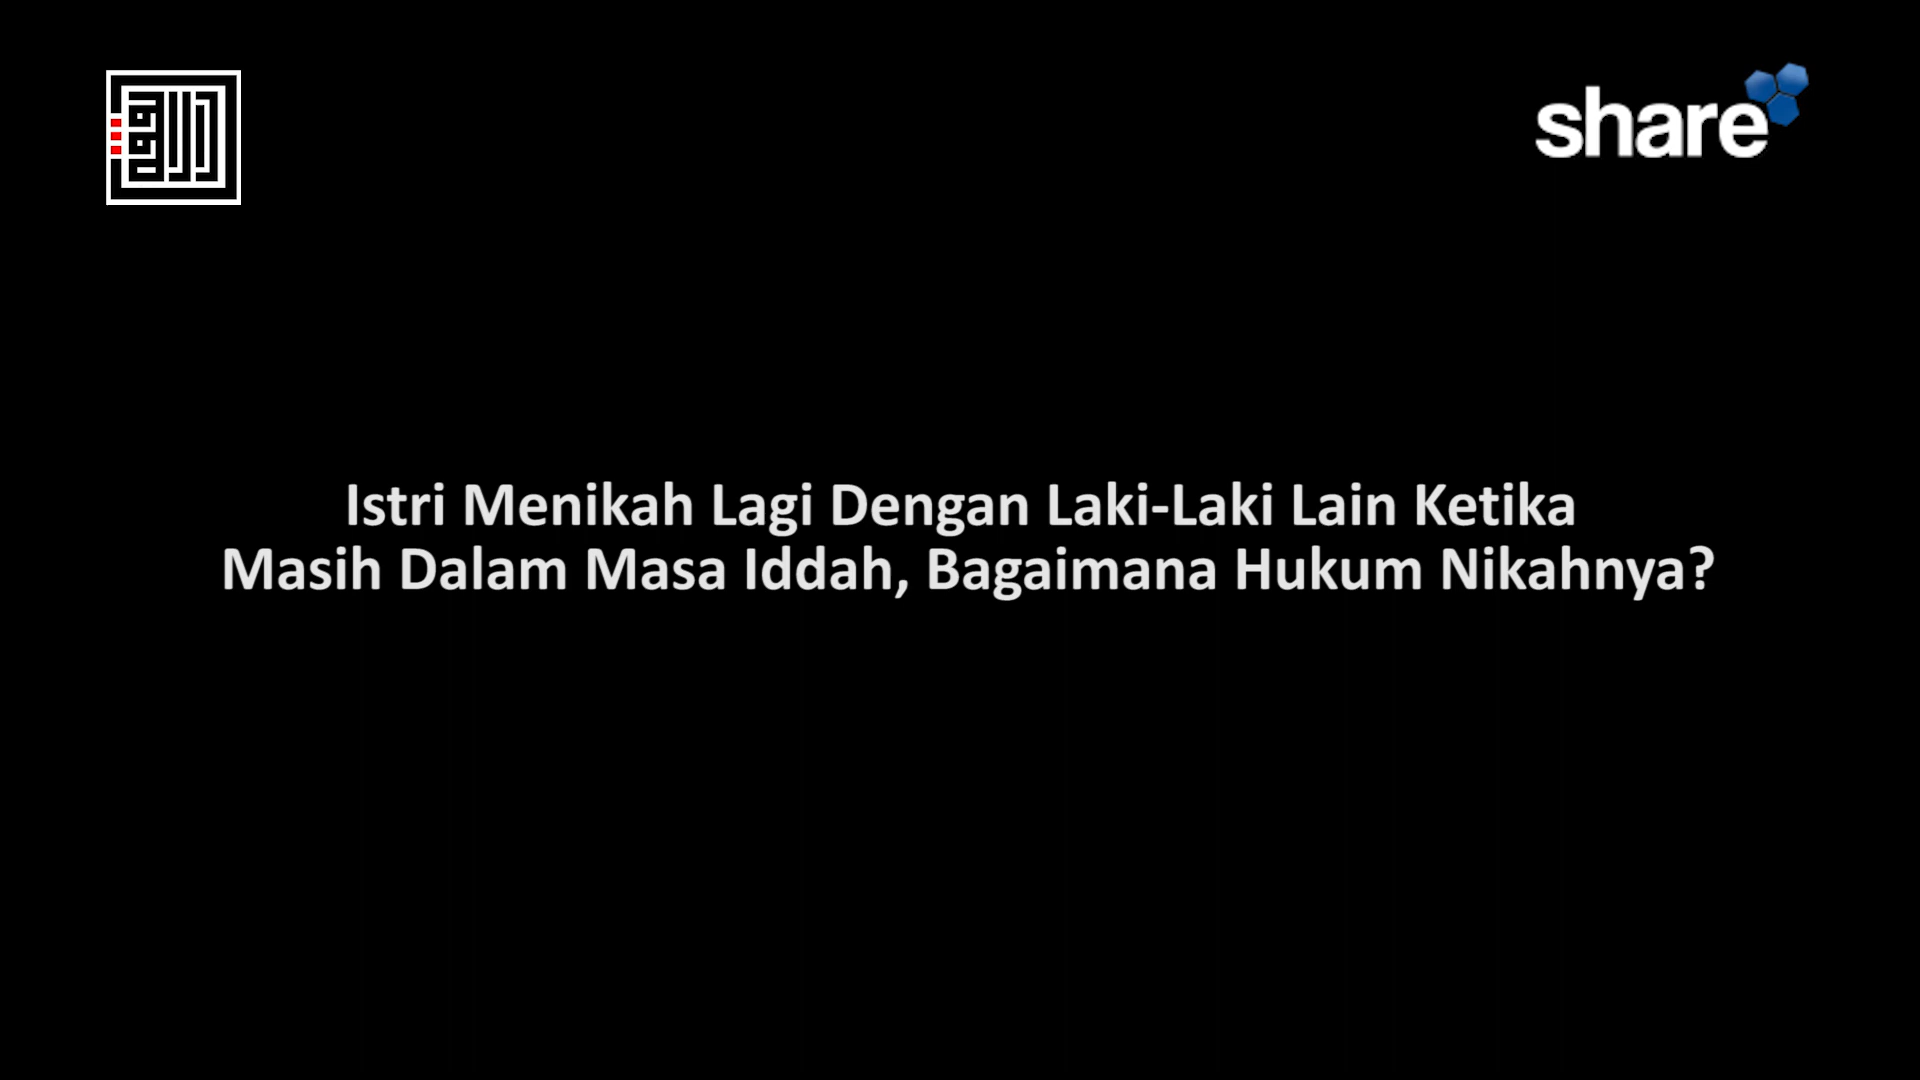 share
Istri Menikah Lagi Dengan Laki-Laki Lain Ketika
Masih Dalam Masa Iddah, Bagaimana Hukum Nikahnya?